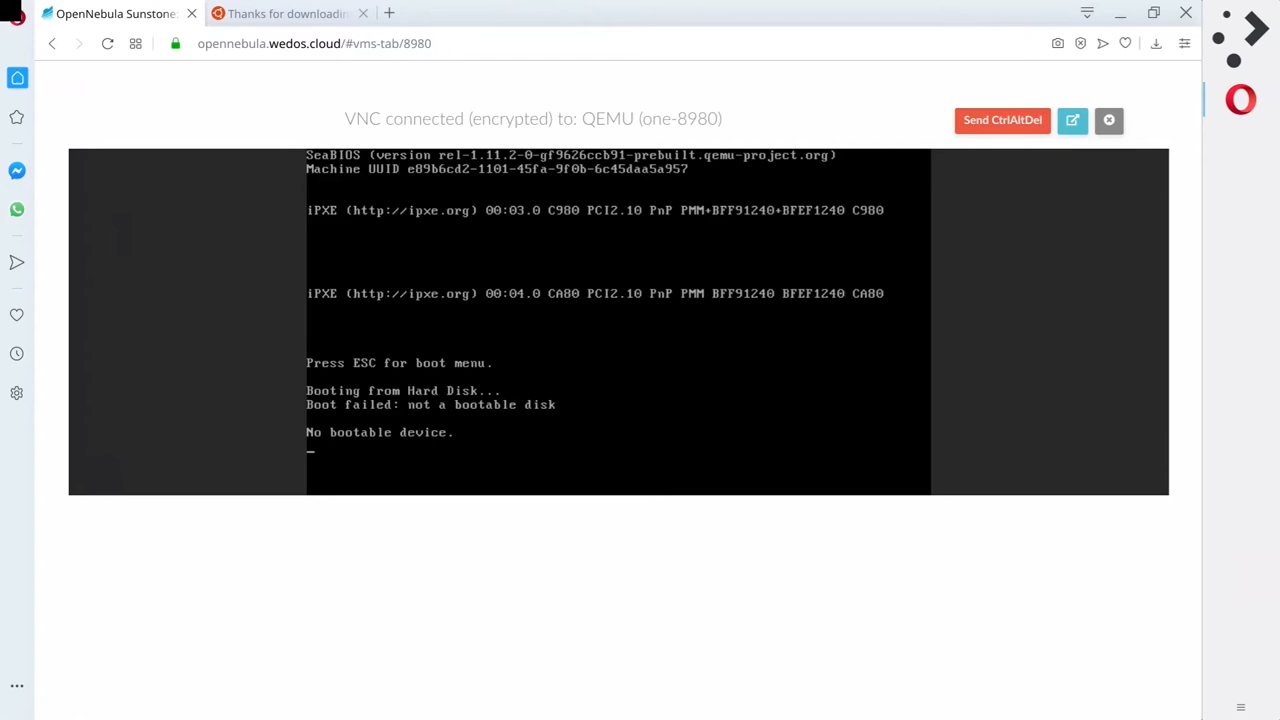 OpenNebula Sunstone:
Thanks for downloadin
opennebula.wedos.cloud/#vms-tab/8980
VNC connected (encrypted) to: QEMU (one-8980)
Send CtrlAltDel
SeaBIOS (version rel-1.11.2-0-gf9626ccb91-prebuilt.qemu-project.org)
Machine UUID e89b6cd2-1101-45fa-9f0b-6c45daa5a957
iPXE (http://ipxe.org) 00:03.0 C980 PCI2.10 PnP PMM+BFF91240+BFEF1240 C980
iPXE (http://ipxe.org) 00:04.0 CA80 PCI2.10 PnP PMM BFF91240 BFEF1240 CA80
Press ESC for boot menu.
Booting from Hard Disk...
Boot failed: not a bootable disk
No bootable device.